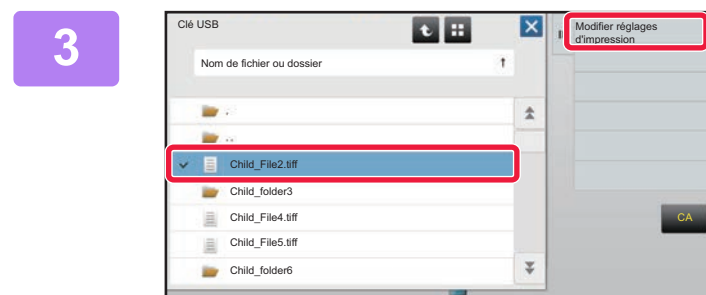 3
Clé USB
Modifier réglages
d'impression
Nom de fichier ou dossier
.
..
Child_File2.tiff
Child_folder3
Child_File4.tiff
Child_File5.tiff
Child_folder6
CA